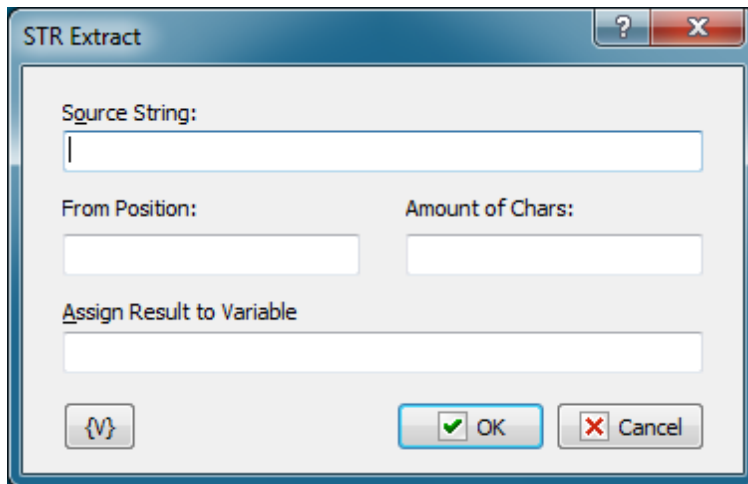 STR Extract
Source String:
From Position: Amount of Chars:
Assign Result to Variable
{V} OK Cancel